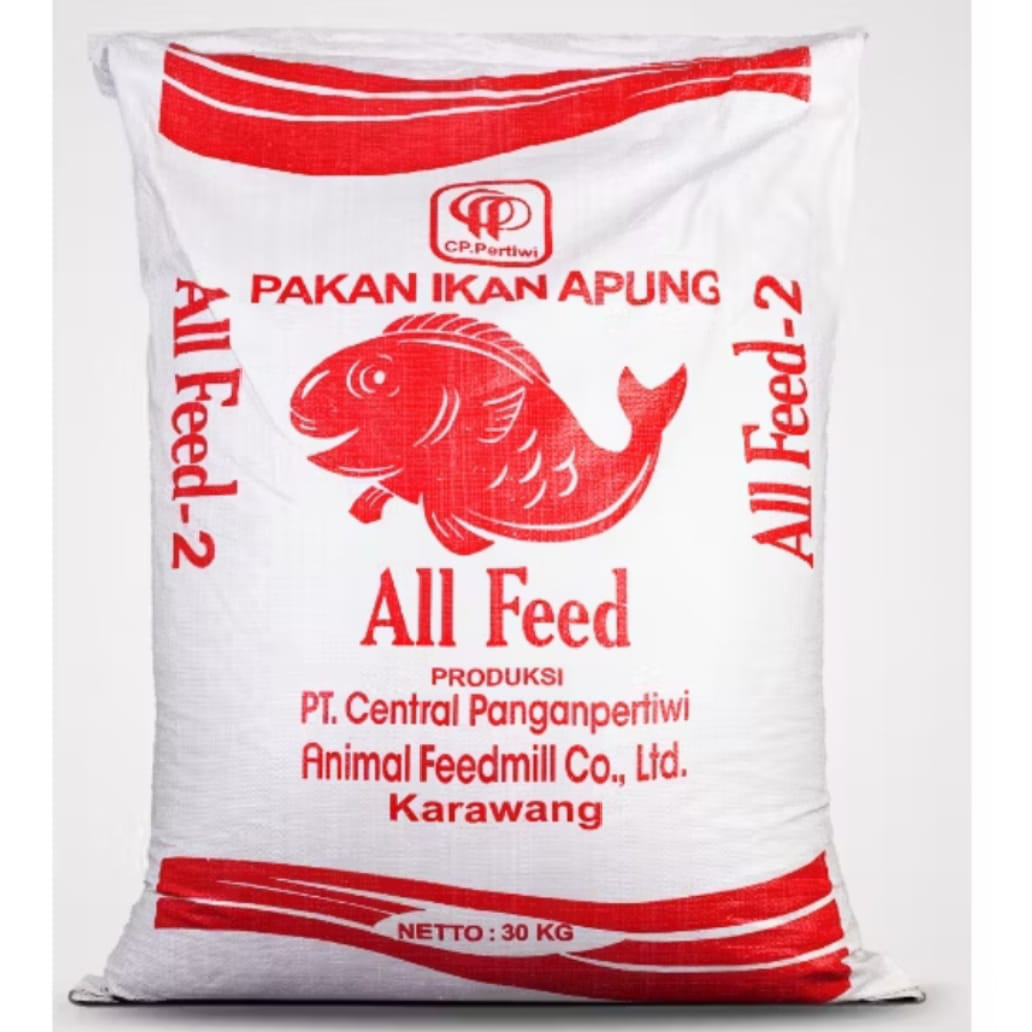 CP.Pertiwi
PAKAN IKAN APUNG
All Feed-2
All Feed-2
All Feed
PRODUKSI
PT. Central Panganpertiwi
Animal Feedmill Co., Ltd.
Karawang
NETTO : 30 KG